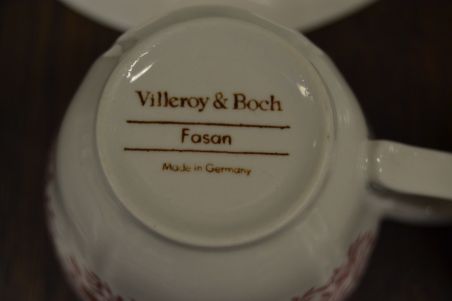 Villeroy & Boch
Fasan
Made in Germany